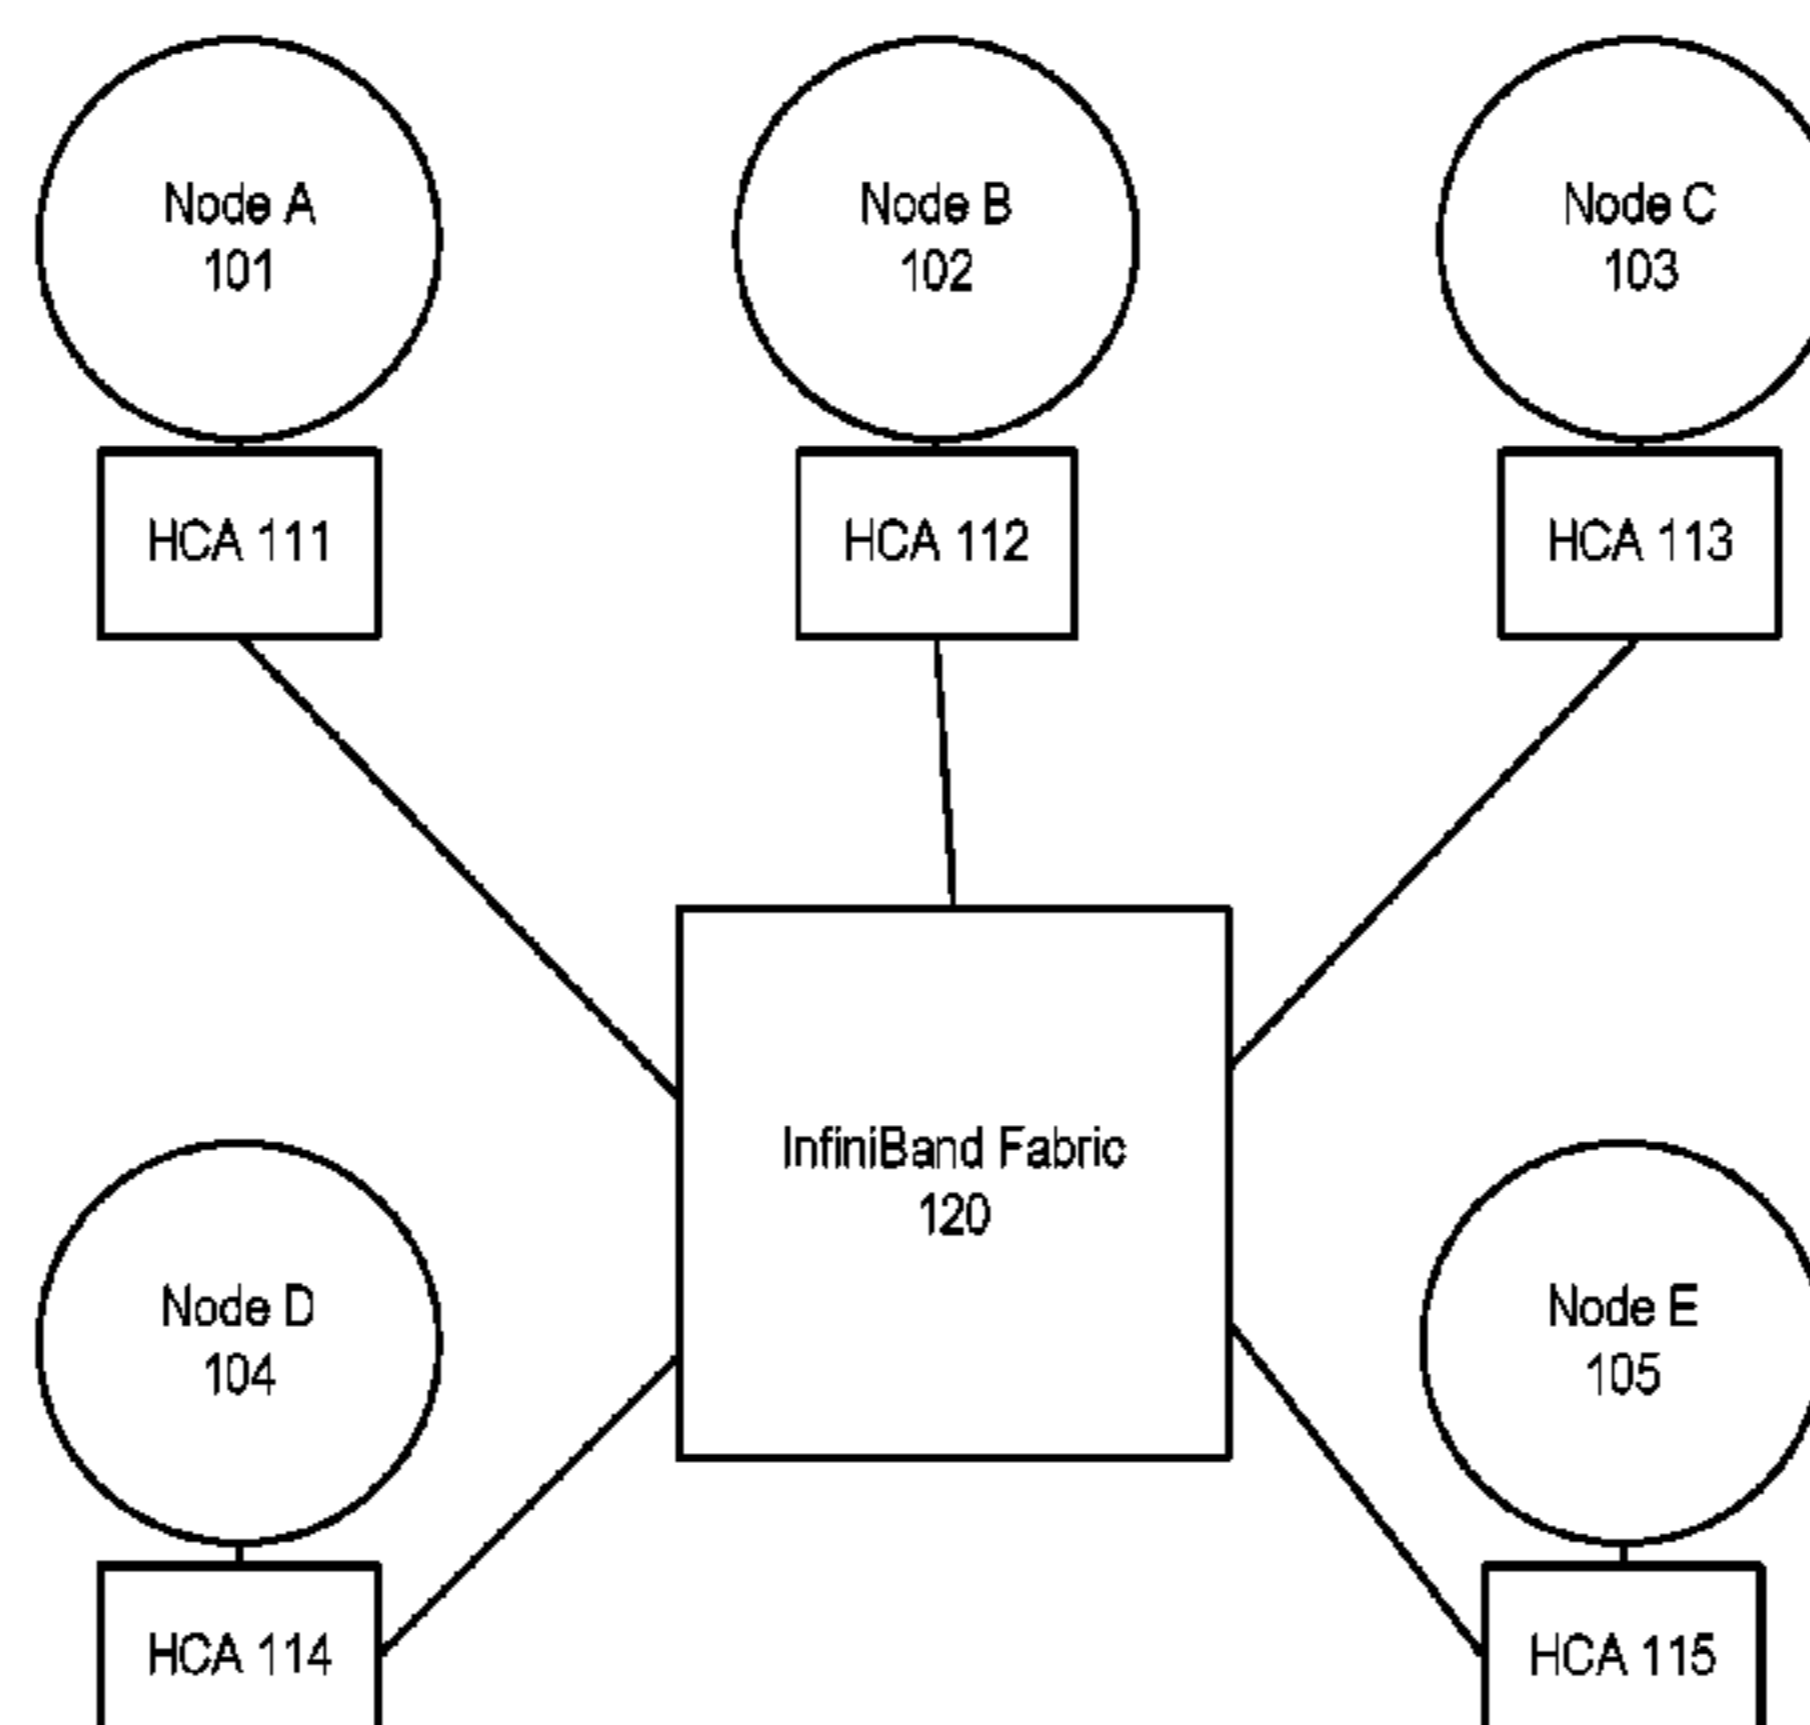 Node A
101
Node B
102
Node C
103
HCA 111
HCA 112
HCA 113
InfiniBand Fabric
120
Node D
104
Node E
105
HCA 114
HCA 115